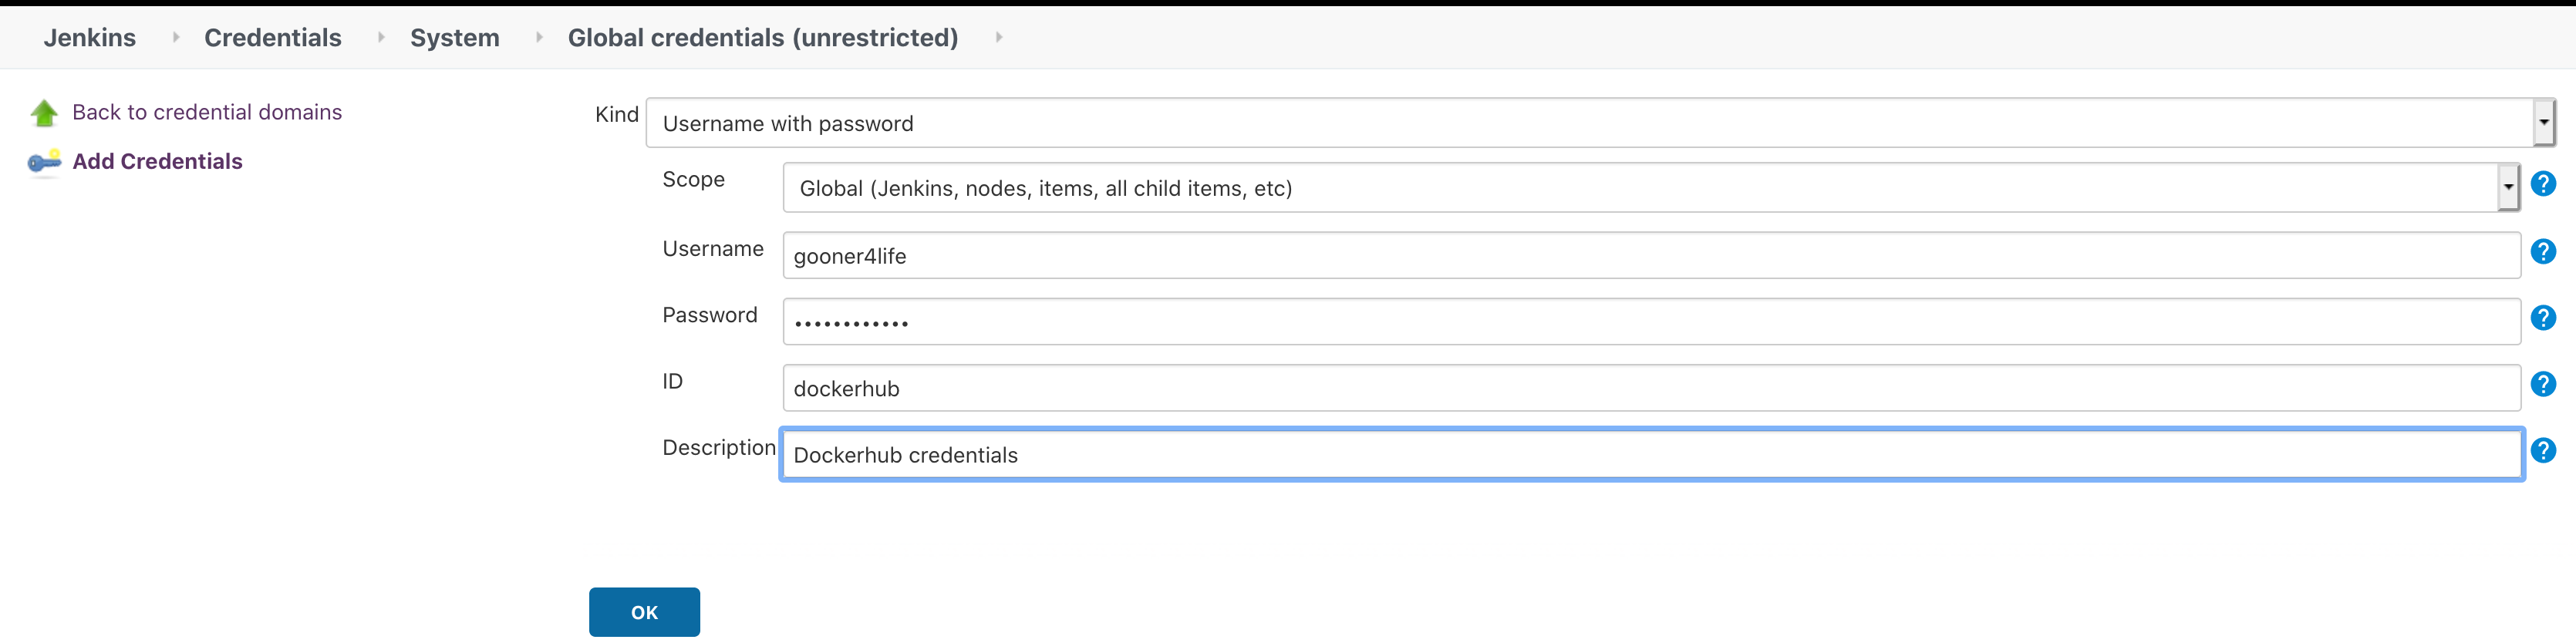 Jenkins Credentials System Global credentials (unrestricted)
Back to credential domains
Add Credentials
Kind Username with password
Scope Global (Jenkins, nodes, items, all child items, etc)
Username gooner4life
Password ••••••••••••
ID dockerhub
Description Dockerhub credentials
OK